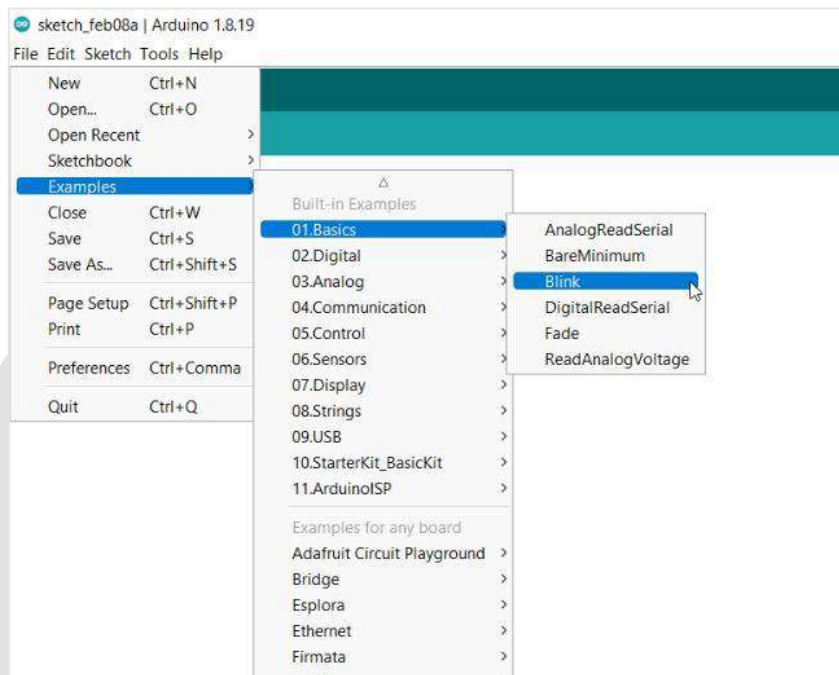 sketch_feb08a | Arduino 1.8.19
File Edit Sketch Tools Help
New Ctrl+N
Open... Ctrl+O
Open Recent
Sketchbook
Examples
Close Ctrl+W
Save Ctrl+S
Save As... Ctrl+Shift+S
Page Setup Ctrl+Shift+P
Print Ctrl+P
Preferences Ctrl+Comma
Quit Ctrl+Q
Built-in Examples
01.Basics
02.Digital
03.Analog
04.Communication
05.Control
06.Sensors
07.Display
08.Strings
09.USB
10.StarterKit_BasicKit
11.ArduinoISP
Examples for any board
Adafruit Circuit Playground
Bridge
Esplora
Ethernet
Firmata
AnalogReadSerial
BareMinimum
Blink
DigitalReadSerial
Fade
ReadAnalogVoltage